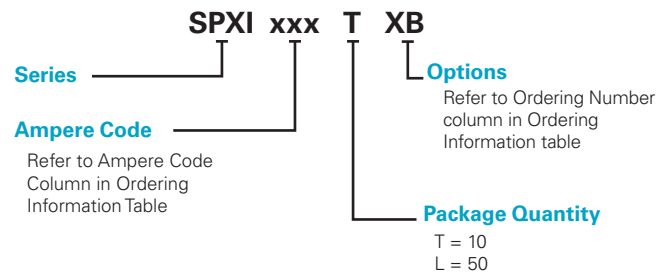 SPXI xxx T XB
Series
Ampere Code
Refer to Ampere Code
Column in Ordering
Information Table
Options
Refer to Ordering Number
column in Ordering
Information table
Package Quantity
T = 10
L = 50